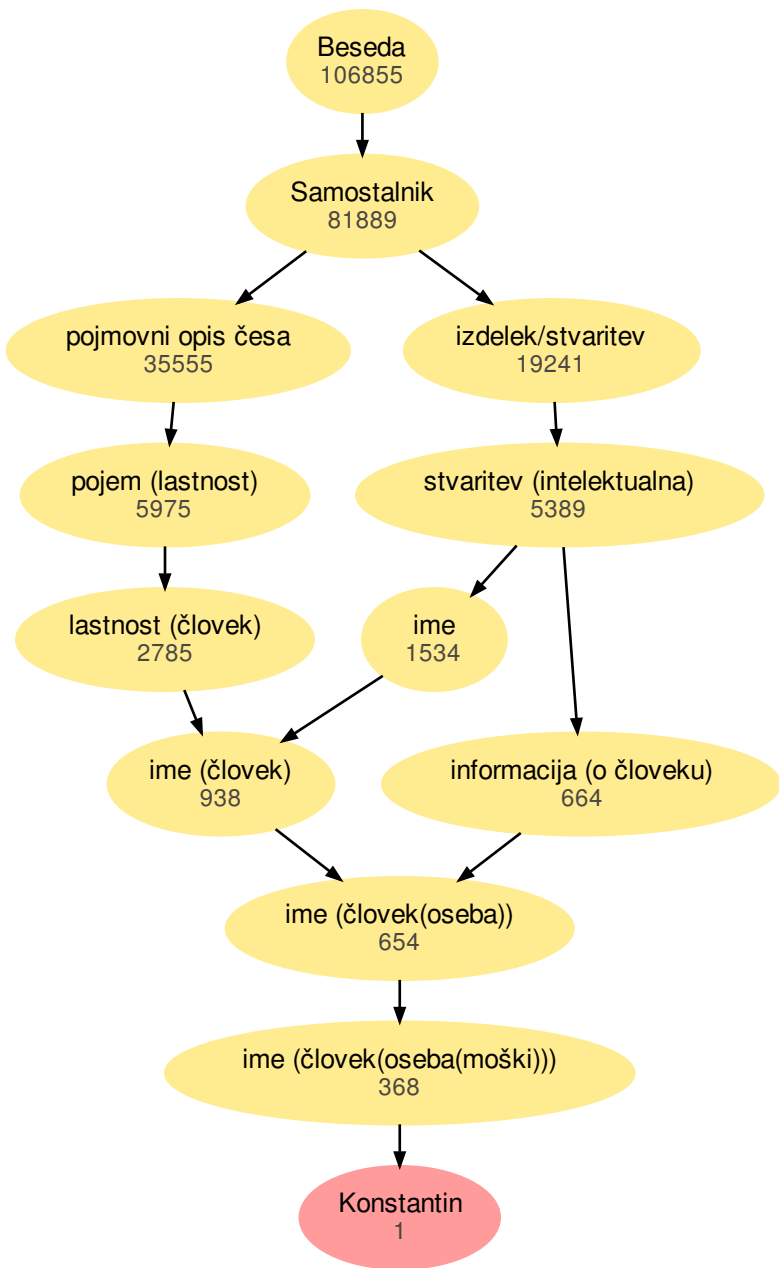 Beseda
106855
Samostalnik
81889
pojmovni opis česa
35555
izdelek/stvaritev
19241
pojem (lastnost)
5975
stvaritev (intelektualna)
5389
lastnost (človek)
2785
ime
1534
ime (človek)
938
informacija (o človeku)
664
ime (človek(oseba))
654
ime (človek(oseba(moški)))
368
Konstantin
1